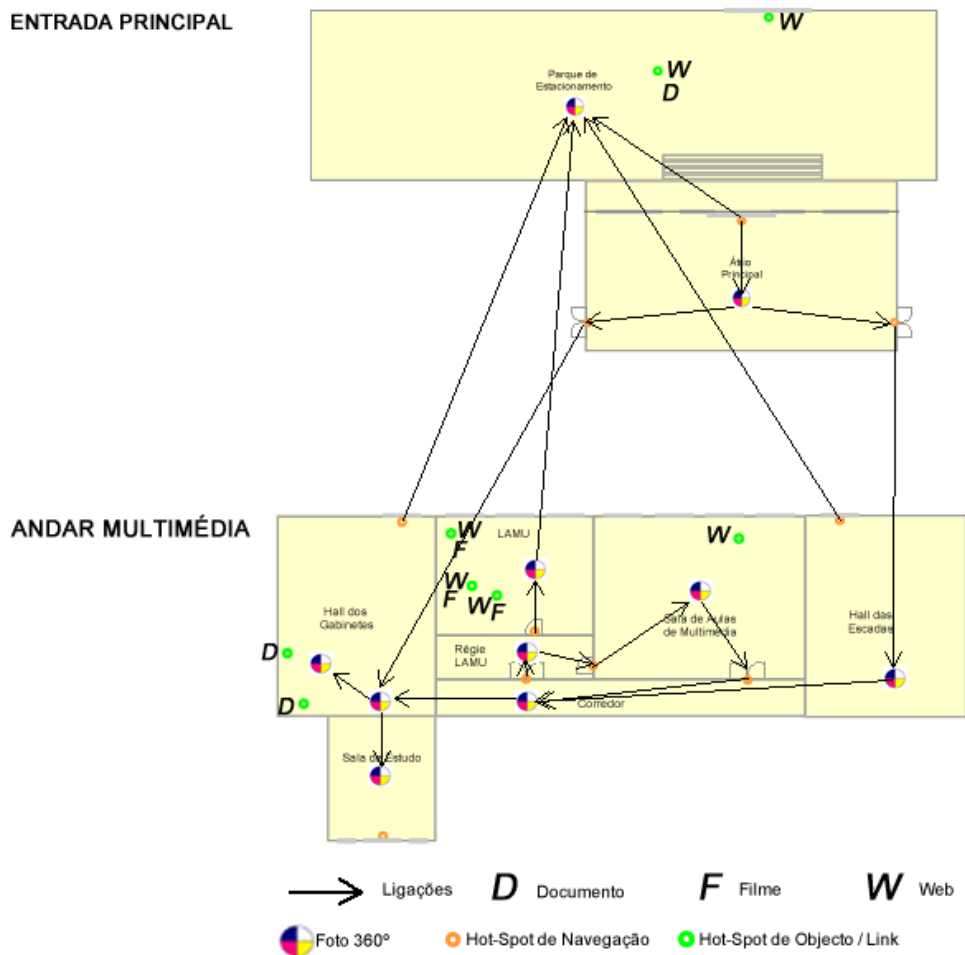 ENTRADA PRINCIPAL
W
Parque de
Estacionamento
W
D
Átrio
Principal
ANDAR MULTIMÉDIA
W
F
LAMU
W
W
F
W
F
Hall dos
Gabinetes
Sala de Aulas
de Multimédia
Hall das
Escadas
Régie
LAMU
D
D
Corredor
Sala de Estudo
Ligações
D Documento
F Filme
W Web
Foto 360º
Hot-Spot de Navegação
Hot-Spot de Objecto / Link